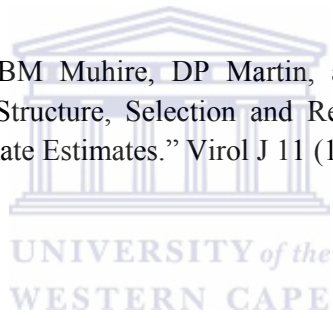 BM Muhire, DP Martin, a
Structure, Selection and Re
ate Estimates.” Virol J 11 (1
UNIVERSITY of the
WESTERN CAPE